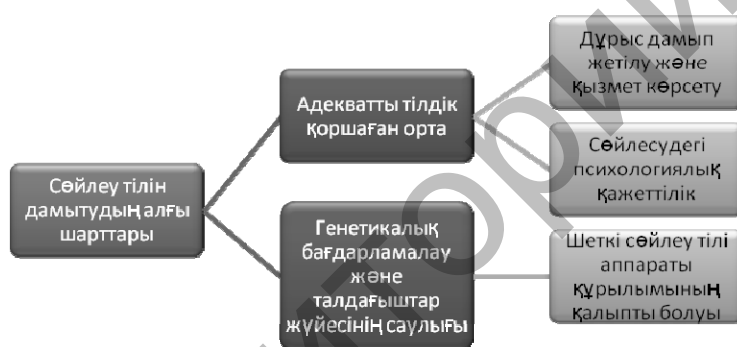 Сөйлеу тілін
дамытудың алғы
шарттары
Адекватты тілдік
қоршаған орта
Генетикалық
бағдарламалау
және
талдағыштар
жүйесінің саулығы
Дұрыс дамып
жетілу және
қызмет көрсету
Сөйлесудегі
психологиялық
қажеттілік
Шеткі сөйлеу тілі
аппараты
құрылымының
қалыпты болуы